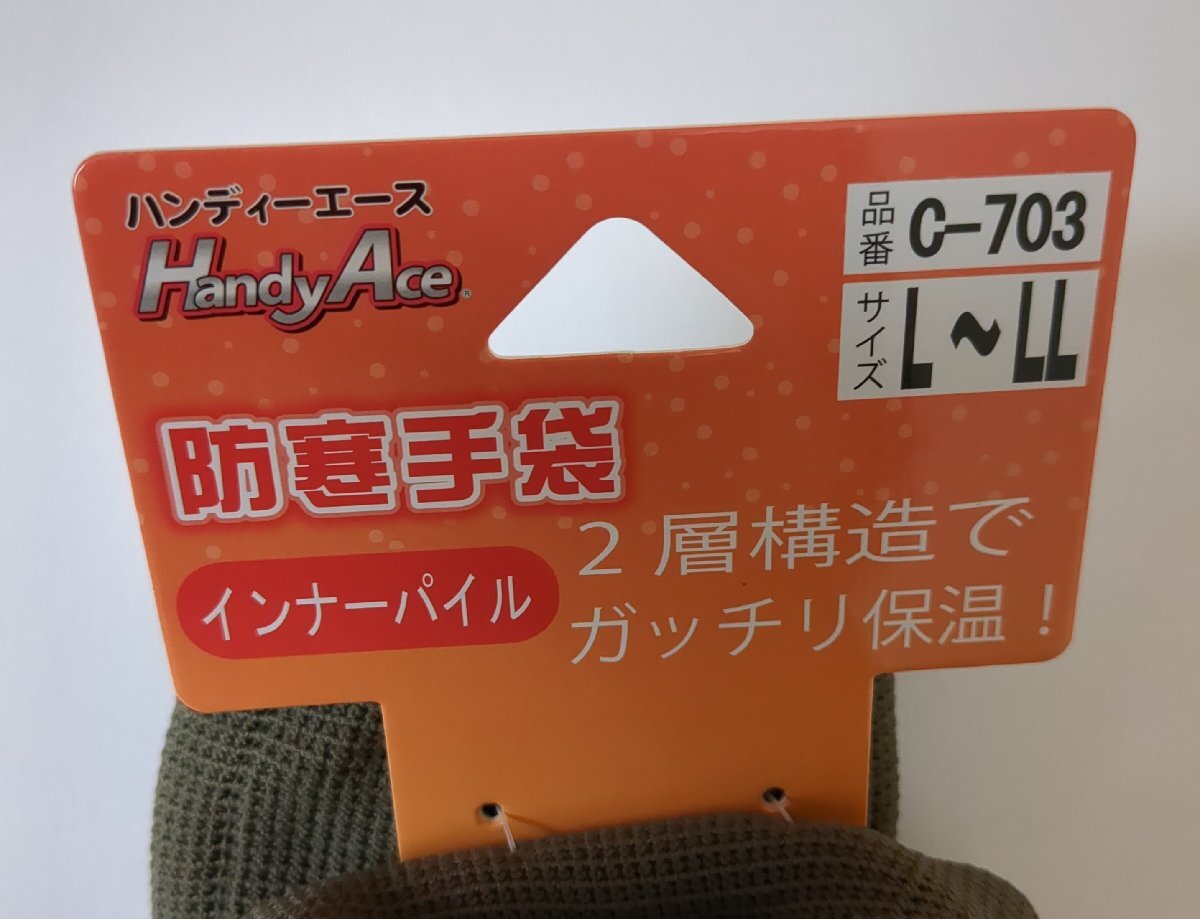 ハンディーエース
HandyAce®
品番 C-703
サイズ L~LL
防寒手袋
インナーパイル
2層構造で
ガッチリ保温!